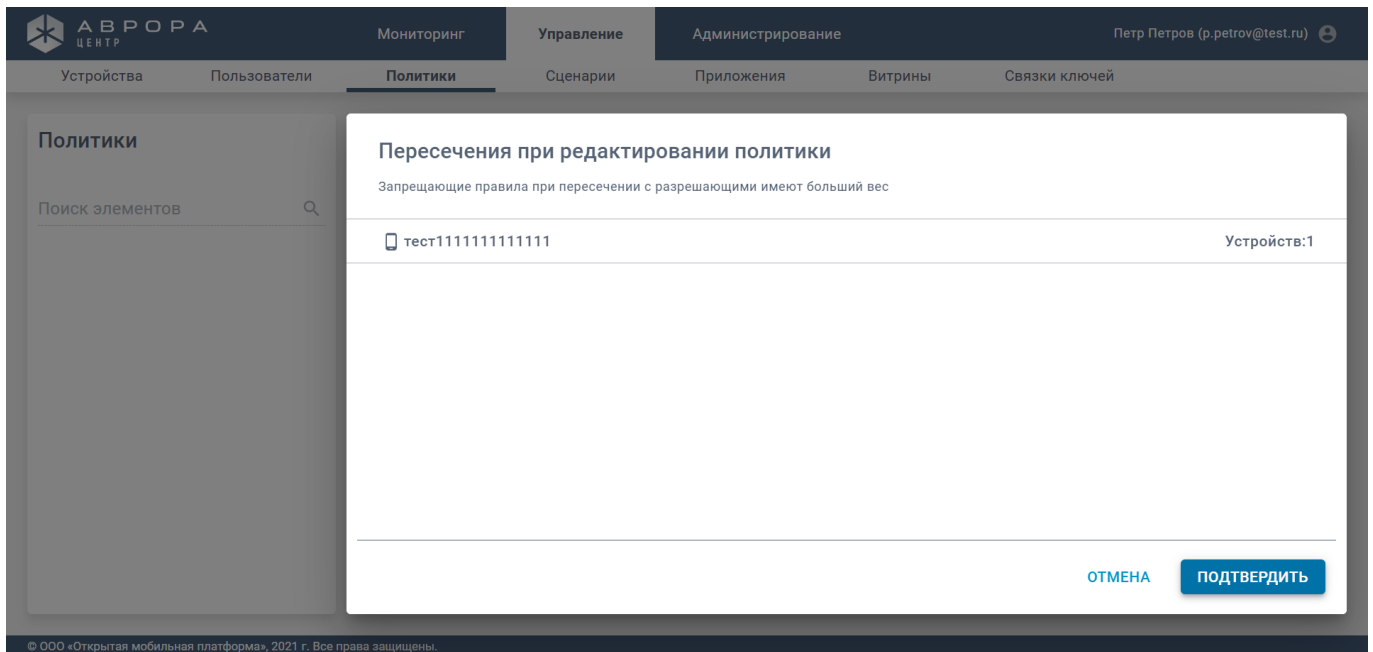 АВРОРА
ЦЕНТР
Мониторинг
Управление
Администрирование
Петр Петров (p.petrov@test.ru)
Устройства
Пользователи
Политики
Сценарии
Приложения
Витрины
Связки ключей
Политики
Поиск элементов
Пересечения при редактировании политики
Запрещающие правила при пересечении с разрешающими имеют больший вес
тест1111111111111
Устройств:1
ОТМЕНА
ПОДТВЕРДИТЬ
© ООО «Открытая мобильная платформа», 2021 г. Все права защищены.